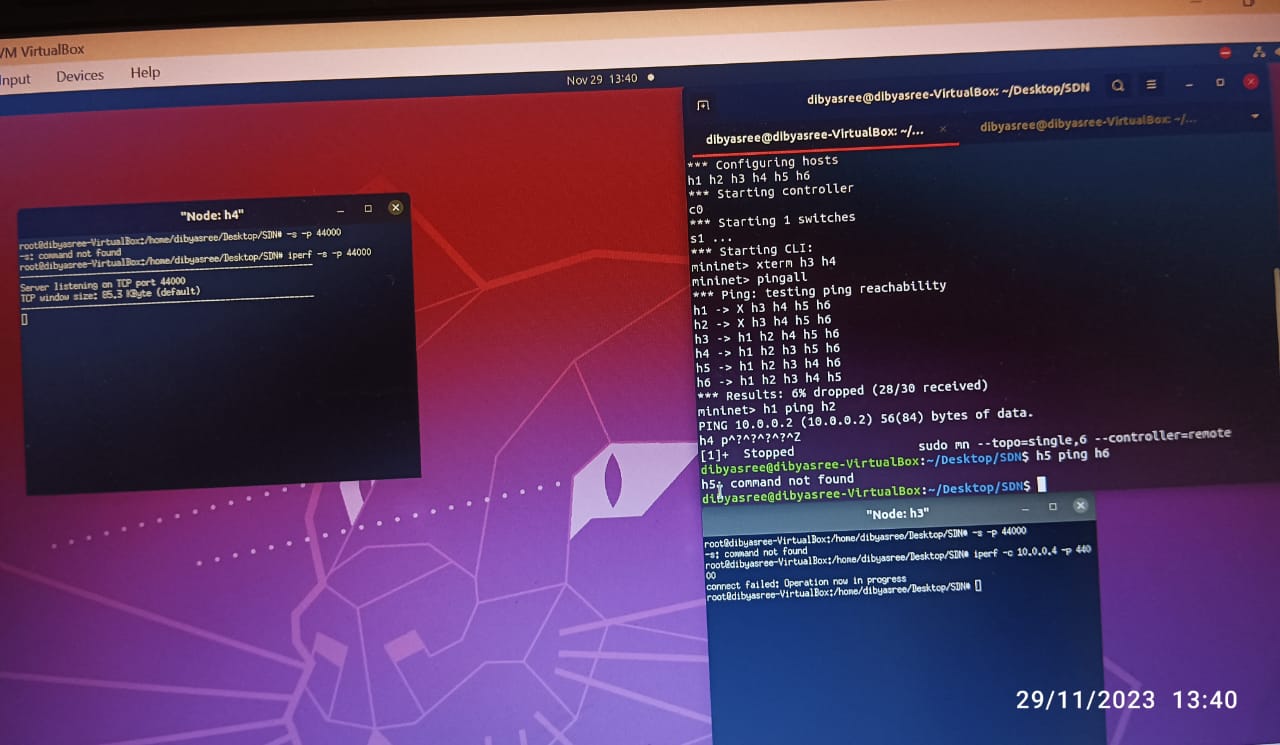 VM VirtualBox
Input Devices Help
Nov 29 13:40
dibyasree@dibyasree-VirtualBox: ~/Desktop/SDN
dibyasree@dibyasree-VirtualBox: ~/...
dibyasree@dibyasree-VirtualBox: ~/...
*** Configuring hosts
h1 h2 h3 h4 h5 h6
*** Starting controller
c0
*** Starting 1 switches
s1 ...
*** Starting CLI:
mininet> xterm h3 h4
mininet> pingall
*** Ping: testing ping reachability
h1 -> X h3 h4 h5 h6
h2 -> X h3 h4 h5 h6
h3 -> h1 h2 h4 h5 h6
h4 -> h1 h2 h3 h5 h6
h5 -> h1 h2 h3 h4 h6
h6 -> h1 h2 h3 h4 h5
*** Results: 6% dropped (28/30 received)
mininet> h1 ping h2
PING 10.0.0.2 (10.0.0.2) 56(84) bytes of data.
h4 p^?^?^?^?^Z
[1]+ Stopped sudo mn --topo=single,6 --controller=remote
dibyasree@dibyasree-VirtualBox:~/Desktop/SDN$ h5 ping h6
h5: command not found
dibyasree@dibyasree-VirtualBox:~/Desktop/SDN$
"Node: h4"
root@dibyasree-VirtualBox:/home/dibyasree/Desktop/SDN# -s -p 44000
-s: command not found
root@dibyasree-VirtualBox:/home/dibyasree/Desktop/SDN# iperf -s -p 44000
------------------------------------------------------------
Server listening on TCP port 44000
TCP window size: 85.3 KByte (default)
------------------------------------------------------------
"Node: h3"
root@dibyasree-VirtualBox:/home/dibyasree/Desktop/SDN# -s -p 44000
-s: command not found
root@dibyasree-VirtualBox:/home/dibyasree/Desktop/SDN# iperf -c 10.0.0.4 -p 440
00
connect failed: Operation now in progress
root@dibyasree-VirtualBox:/home/dibyasree/Desktop/SDN#
29/11/2023 13:40